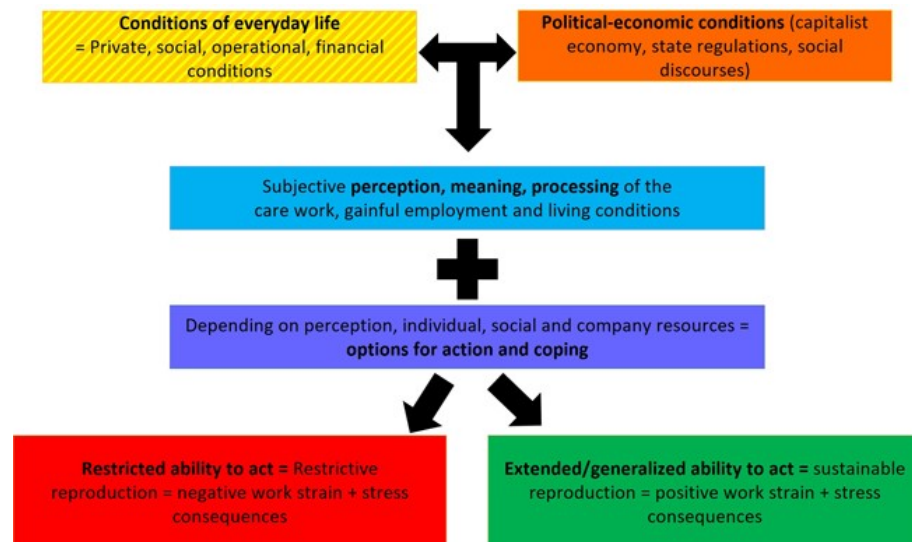 Conditions of everyday life
= Private, social, operational, financial
conditions
Political-economic conditions (capitalist
economy, state regulations, social
discourses)
Subjective perception, meaning, processing of the
care work, gainful employment and living conditions
Depending on perception, individual, social and company resources =
options for action and coping
Restricted ability to act = Restrictive
reproduction = negative work strain + stress
consequences
Extended/generalized ability to act = sustainable
reproduction = positive work strain + stress
consequences